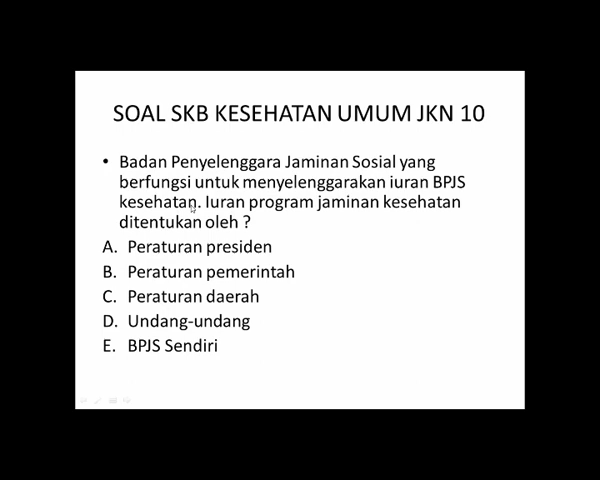 SOAL SKB KESEHATAN UMUM JKN 10
• Badan Penyelenggara Jaminan Sosial yang
berfungsi untuk menyelenggarakan iuran BPJS
kesehatan. Iuran program jaminan kesehatan
ditentukan oleh ?
A. Peraturan presiden
B. Peraturan pemerintah
C. Peraturan daerah
D. Undang-undang
E. BPJS Sendiri